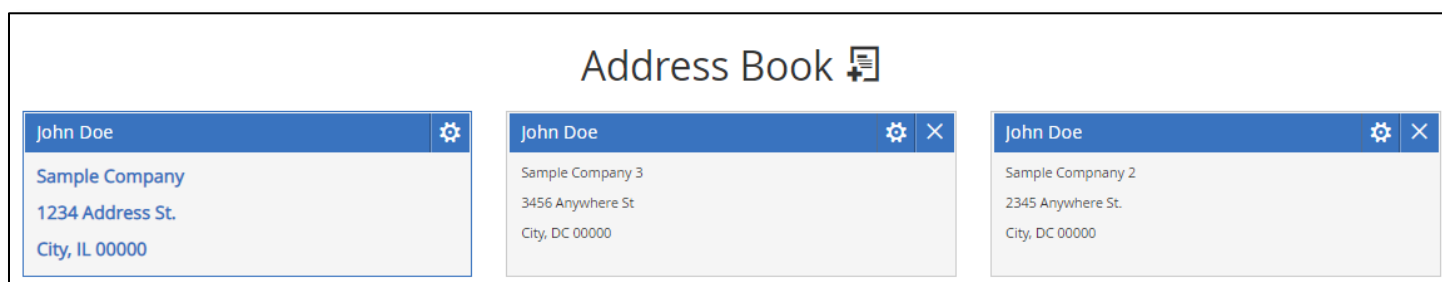 Address Book
John Doe
Sample Company
1234 Address St.
City, IL 00000
John Doe
Sample Company 3
3456 Anywhere St
City, DC 00000
John Doe
Sample Compnany 2
2345 Anywhere St.
City, DC 00000